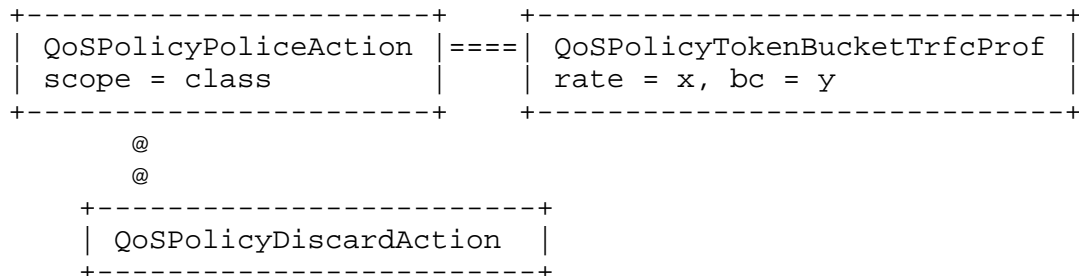 +-----------------------+    +------------------------------+
| QoSPolicyPoliceAction |====| QoSPolicyTokenBucketTrfcProf |
| scope = class         |    | rate = x, bc = y             |
+-----------------------+    +------------------------------+
@
@
+-------------------------+
| QoSPolicyDiscardAction  |
+-------------------------+